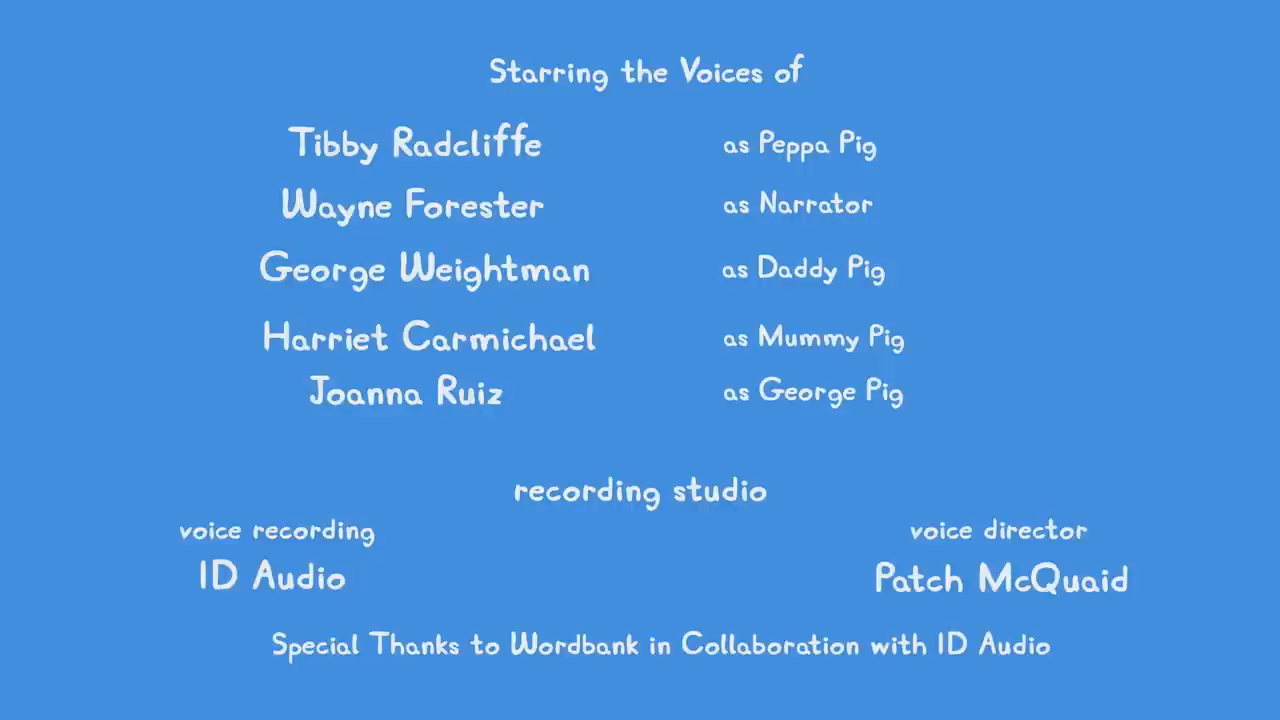 Starring the Voices of
Tibby Radcliffe as Peppa Pig
Wayne Forester as Narrator
George Weightman as Daddy Pig
Harriet Carmichael as Mummy Pig
Joanna Ruiz as George Pig
recording studio
voice recording voice director
ID Audio Patch McQuaid
Special Thanks to Wordbank in Collaboration with ID Audio